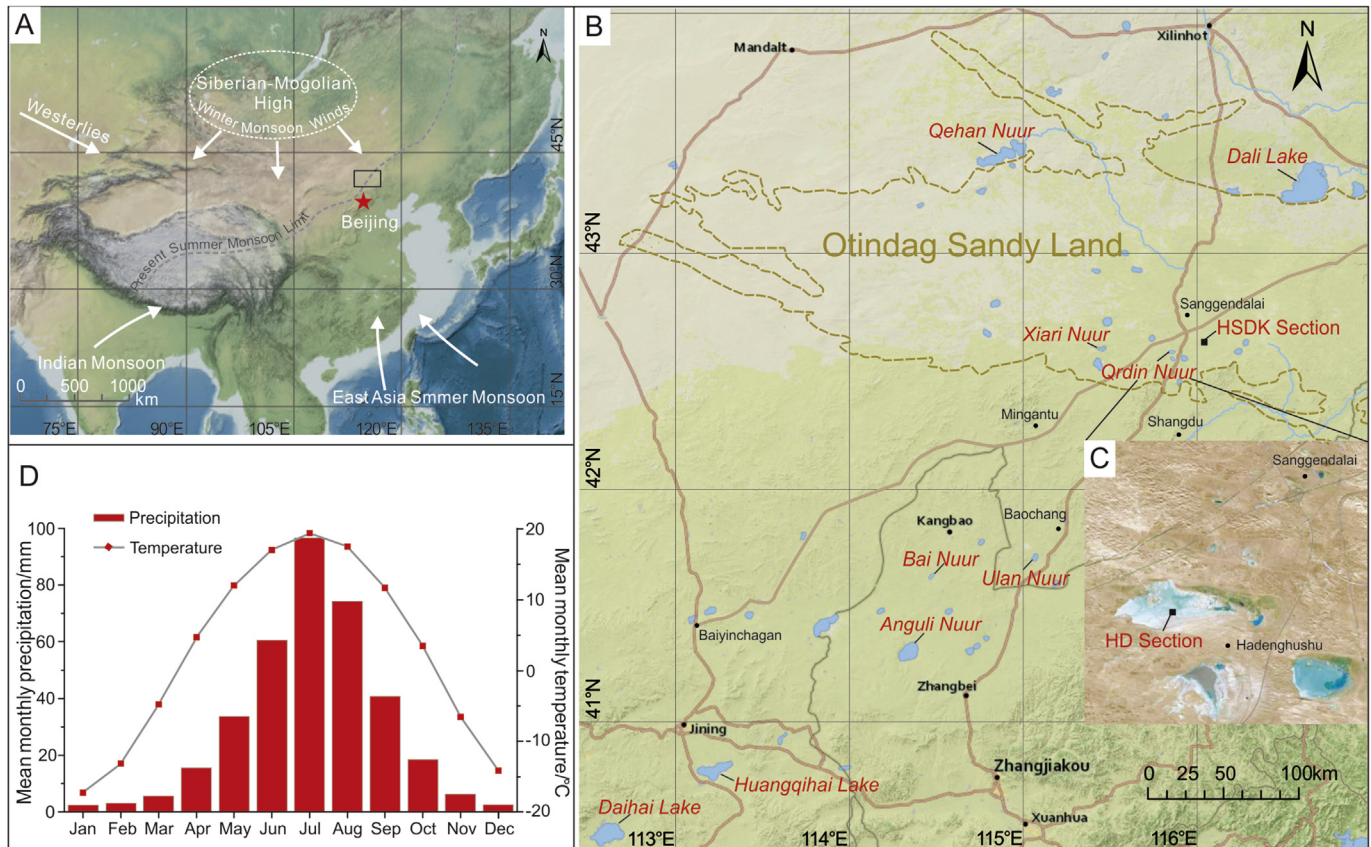 A
N
Siberian-Mogolian
High
Winter Monsoon Winds
Westerlies
45°N
Beijing
Present Summer Monsoon Limit
30°N
Indian Monsoon
0 500 1000
km
East Asia Smmer Monsoon
15°N
75°E 90°E 105°E 120°E 135°E
B
N
Mandalt
Xilinhot
Qehan Nuur
Dali Lake
43°N
Otindag Sandy Land
Sanggendalai
HSDK Section
Xiari Nuur
Qrdin Nuur
Mingantu
Shangdu
42°N
Kangbao
Baochang
Bai Nuur
Ulan Nuur
Baiyinchagan
Anguli Nuur
Zhangbei
41°N
Jining
Zhangjiakou
Huangqihai Lake
0 25 50 100km
Daihai Lake
Xuanhua
113°E 114°E 115°E 116°E
C
Sanggendalai
HD Section
Hadenghushu
D
Precipitation
Temperature
Mean monthly precipitation/mm
100
80
60
40
20
0
Mean monthly temperature/°C
20
10
0
-10
-20
Jan Feb Mar Apr May Jun Jul Aug Sep Oct Nov Dec